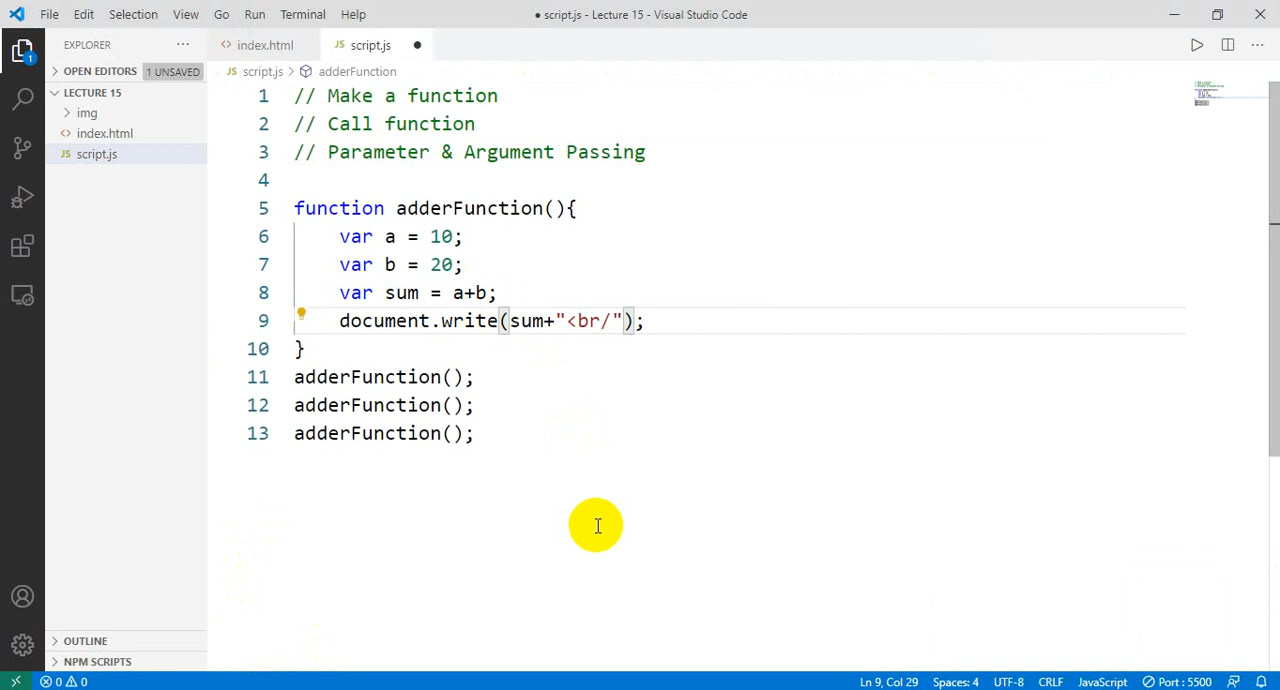 File Edit Selection View Go Run Terminal Help
● script.js - Lecture 15 - Visual Studio Code
EXPLORER ···
index.html
JS script.js ●
1
OPEN EDITORS 1 UNSAVED
JS script.js > adderFunction
LECTURE 15
img
index.html
JS script.js
1 // Make a function
2 // Call function
3 // Parameter & Argument Passing
4
5 function adderFunction(){
6 var a = 10;
7 var b = 20;
8 var sum = a+b;
9 document.write(sum+"<br/");
10 }
11 adderFunction();
12 adderFunction();
13 adderFunction();
OUTLINE
NPM SCRIPTS
0 0
Ln 9, Col 29 Spaces: 4 UTF-8 CRLF JavaScript Port : 5500